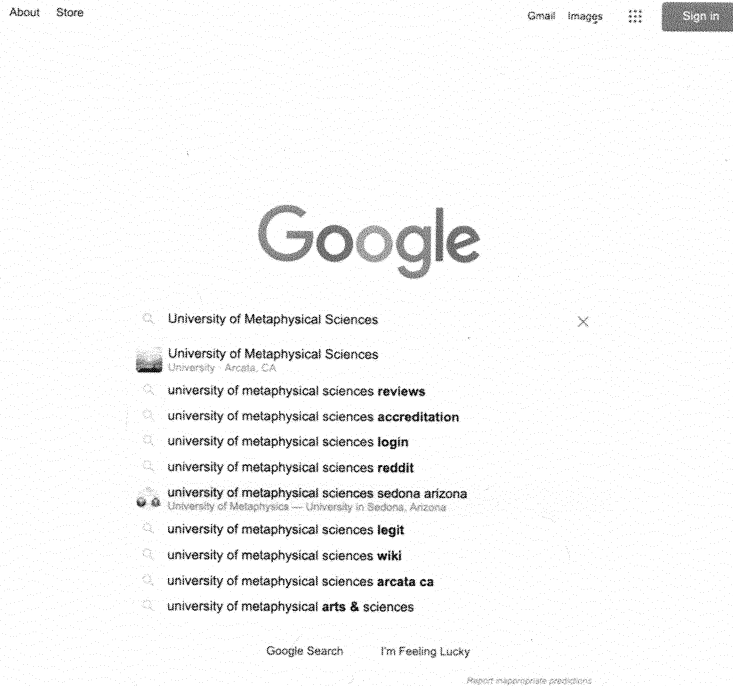 About Store Gmail Images Sign in
Google
University of Metaphysical Sciences
University of Metaphysical Sciences
University · Arcata, CA
university of metaphysical sciences reviews
university of metaphysical sciences accreditation
university of metaphysical sciences login
university of metaphysical sciences reddit
university of metaphysical sciences sedona arizona
University of Metaphysics — University in Sedona, Arizona
university of metaphysical sciences legit
university of metaphysical sciences wiki
university of metaphysical sciences arcata ca
university of metaphysical arts & sciences
Google Search I'm Feeling Lucky
Report inappropriate predictions